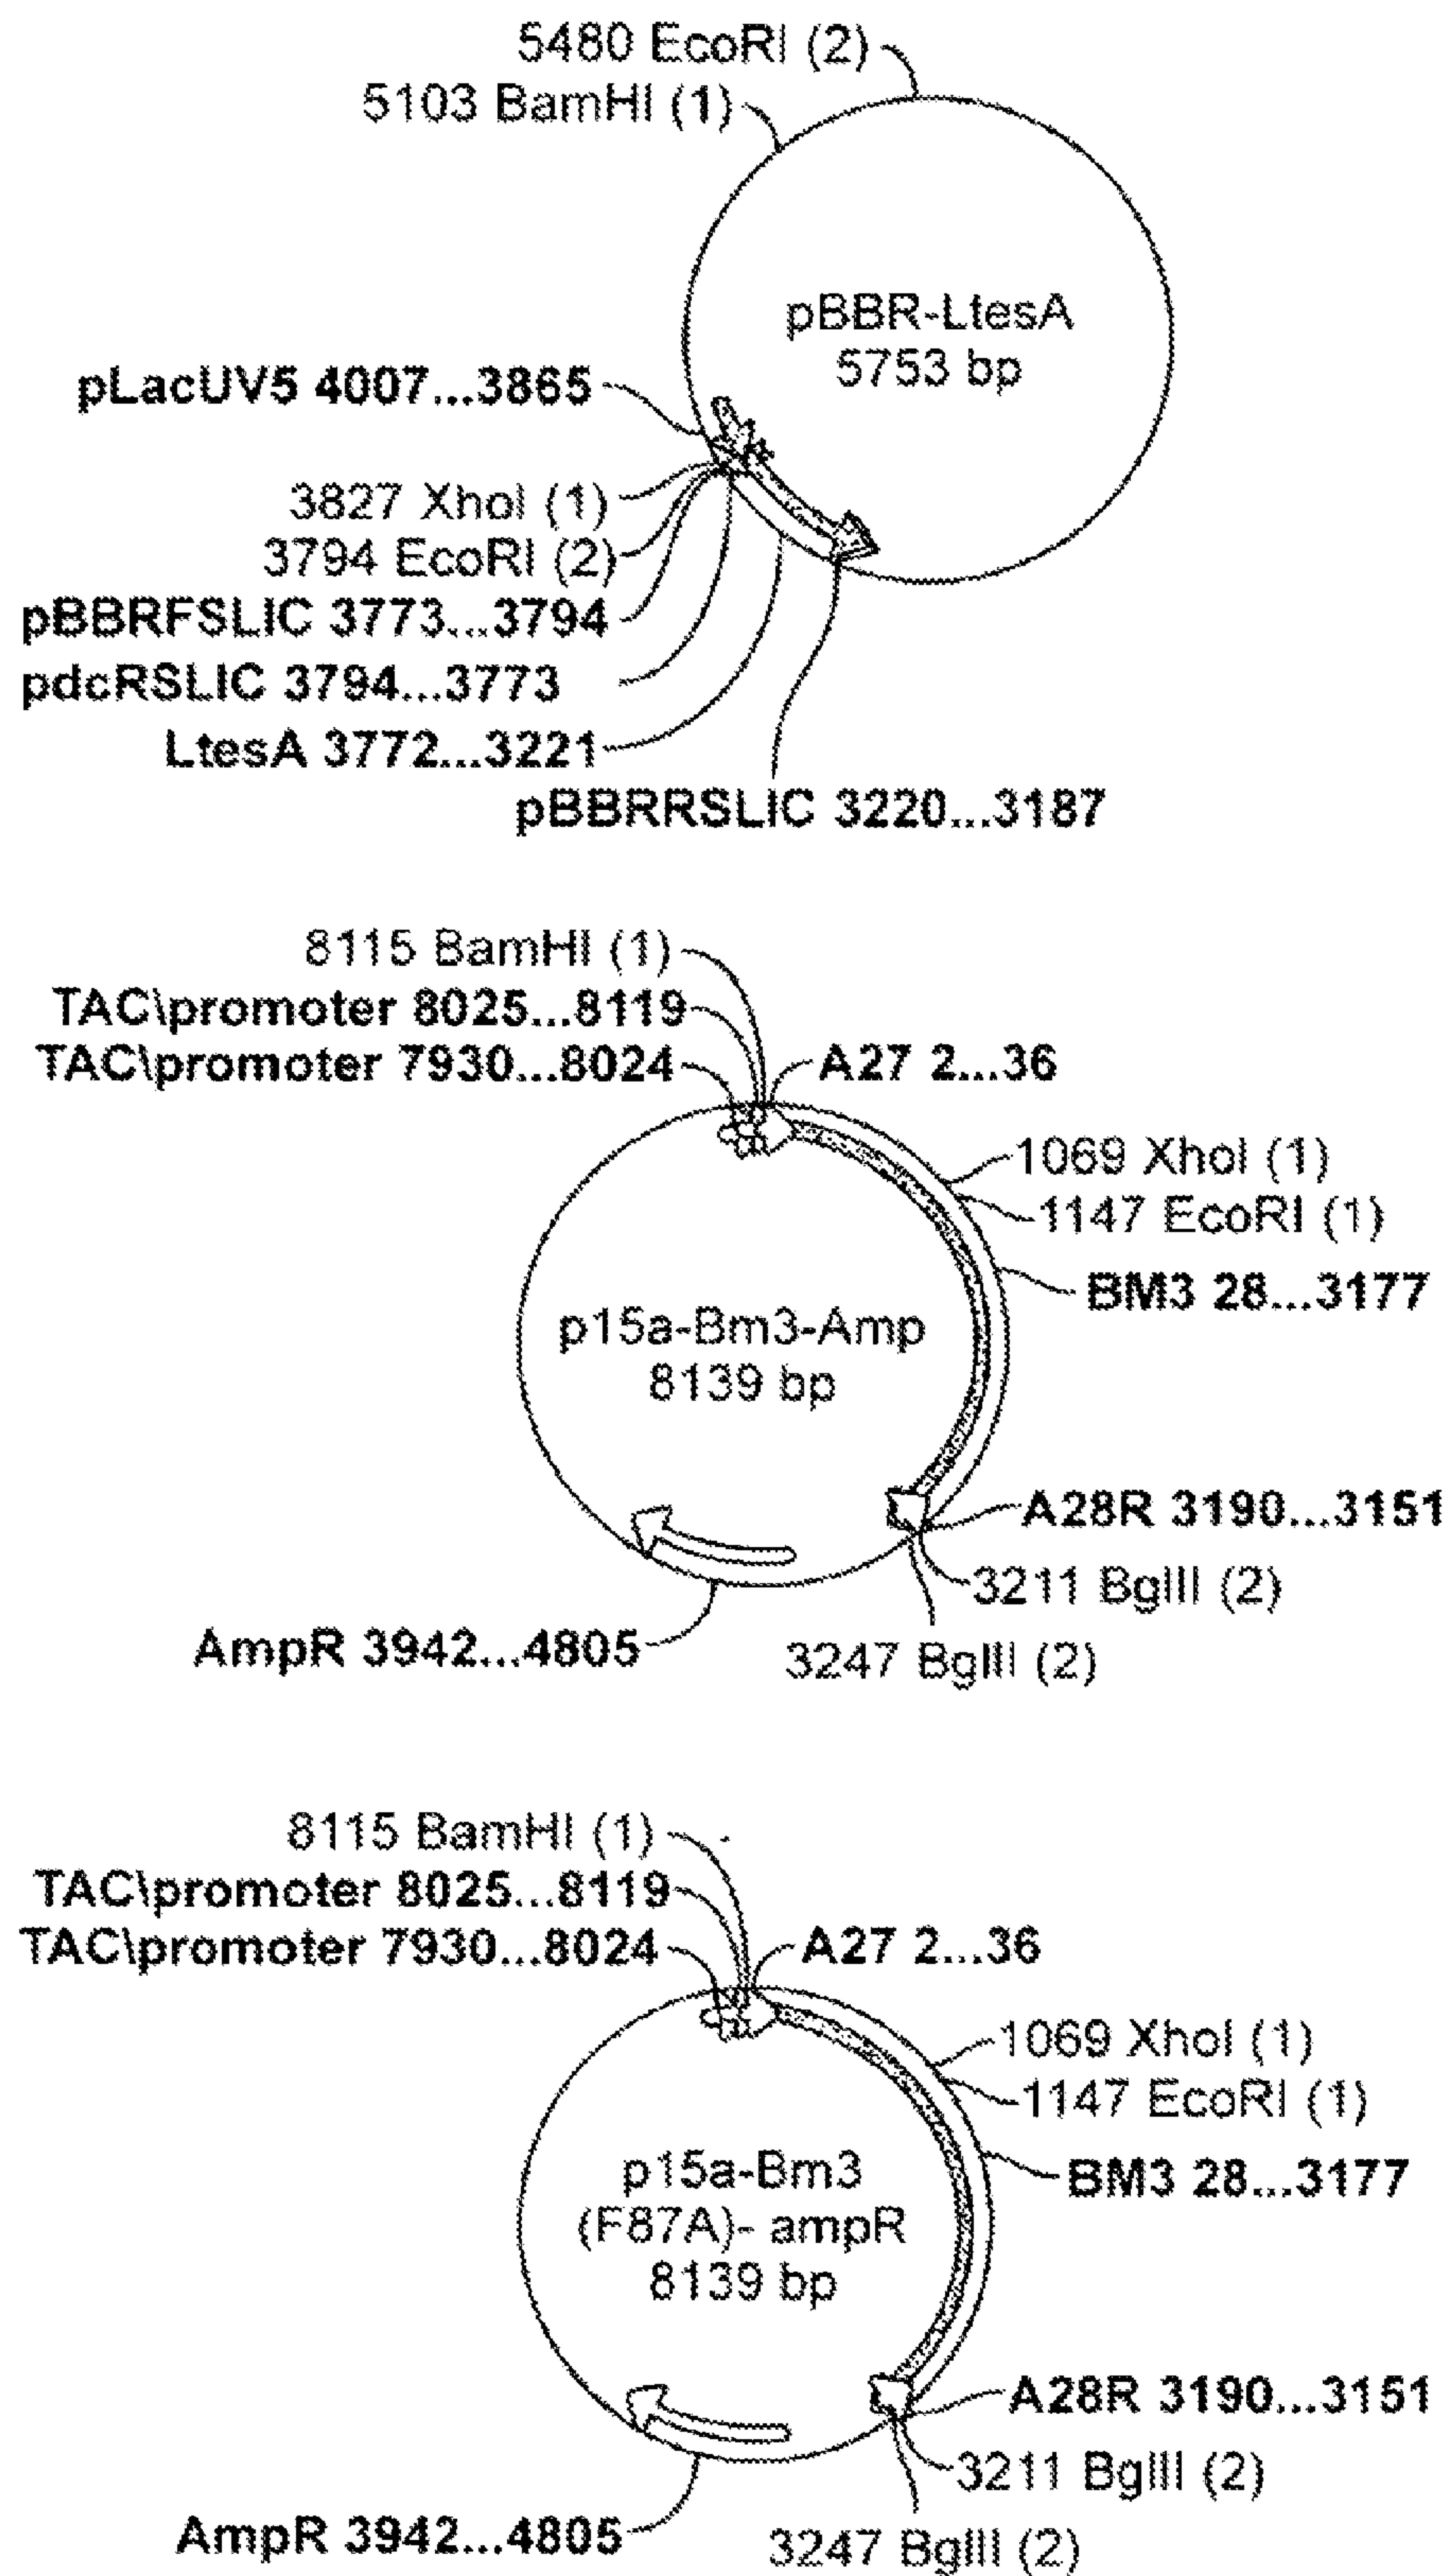 5480 EcoRI (2)
5103 BamHI (1)
pBBR-LtesA
5753 bp
pLacUV5 4007...3865
3827 XhoI (1)
3794 EcoRI (2)
pBBRFSLIC 3773...3794
pdcRSLIC 3794...3773
LtesA 3772...3221
pBBRRSLIC 3220...3187
8115 BamHI (1)
TAC\promoter 8025...8119
TAC\promoter 7930...8024
A27 2...36
1069 XhoI (1)
1147 EcoRI (1)
BM3 28...3177
p15a-Bm3-Amp
8139 bp
A28R 3190...3151
3211 BglII (2)
3247 BglII (2)
AmpR 3942...4805
8115 BamHI (1)
TAC\promoter 8025...8119
TAC\promoter 7930...8024
A27 2...36
1069 XhoI (1)
1147 EcoRI (1)
BM3 28...3177
p15a-Bm3
(F87A)- ampR
8139 bp
A28R 3190...3151
3211 BglII (2)
3247 BglII (2)
AmpR 3942...4805